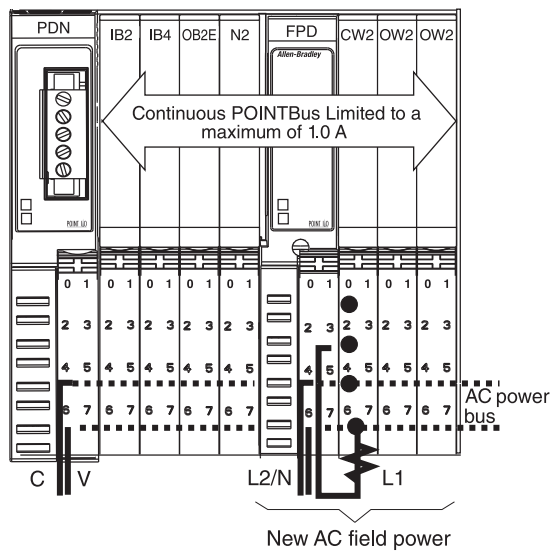 PDN IB2 IB4 OB2E N2 FPD CW2 OW2 OW2
Allen-Bradley
Continuous POINTBus Limited to a
maximum of 1.0 A
POINT I/O POINT I/O
0 1 0 1 0 1 0 1 0 1 0 1 0 1 0 1 0 1
2 3 2 3 2 3 2 3 2 3 2 3 2 3 2 3 2 3
4 5 4 5 4 5 4 5 4 5 4 5 4 5 4 5 4 5
6 7 6 7 6 7 6 7 6 7 6 7 6 7 6 7 6 7
AC power
bus
C V L2/N L1
New AC field power